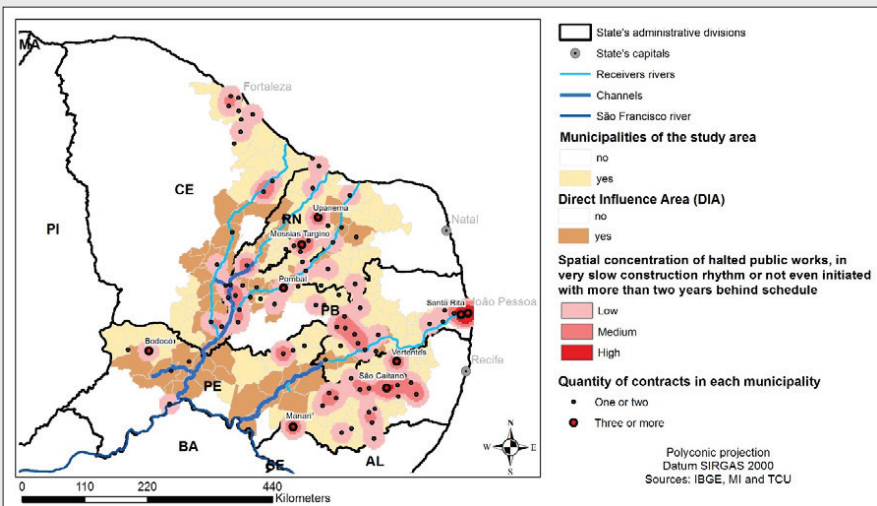 MA
Fortaleza
CE
PI
RN
Upanema
Messias Targino
Natal
Pombal
PB
Santa Rita
João Pessoa
Bodocó
Vertentes
PE
São Caitano
Recife
Manari
BA
SE
AL
N
W
E
S
0 110 220 440
Kilometers
State's administrative divisions
State's capitals
Receivers rivers
Channels
São Francisco river
Municipalities of the study area
no
yes
Direct Influence Area (DIA)
no
yes
Spatial concentration of halted public works, in
very slow construction rhythm or not even initiated
with more than two years behind schedule
Low
Medium
High
Quantity of contracts in each municipality
One or two
Three or more
Polyconic projection
Datum SIRGAS 2000
Sources: IBGE, MI and TCU